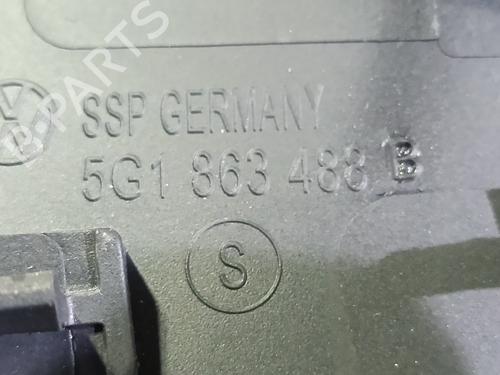 SSP GERMANY
5G1 863 488 B
S
B-PARTS